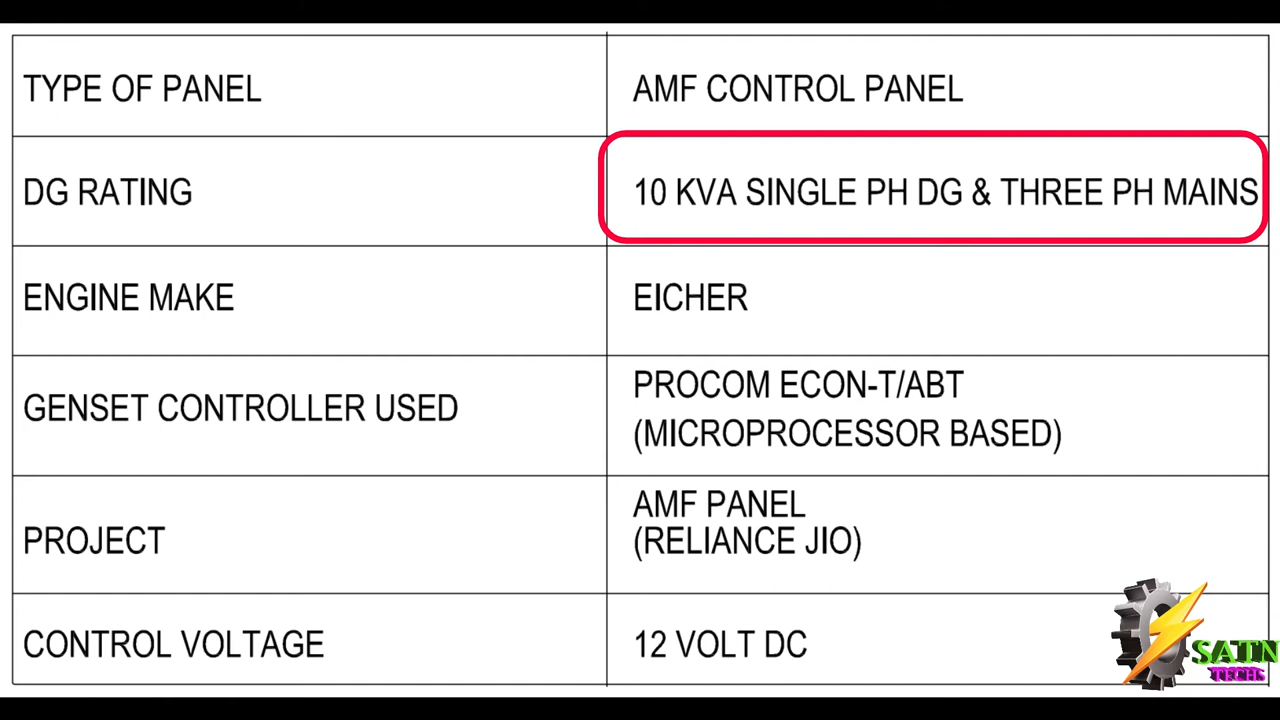 TYPE OF PANEL
AMF CONTROL PANEL
DG RATING
10 KVA SINGLE PH DG & THREE PH MAINS
ENGINE MAKE
EICHER
GENSET CONTROLLER USED
PROCOM ECON-T/ABT
(MICROPROCESSOR BASED)
PROJECT
AMF PANEL
(RELIANCE JIO)
CONTROL VOLTAGE
12 VOLT DC
SATN
TECHS